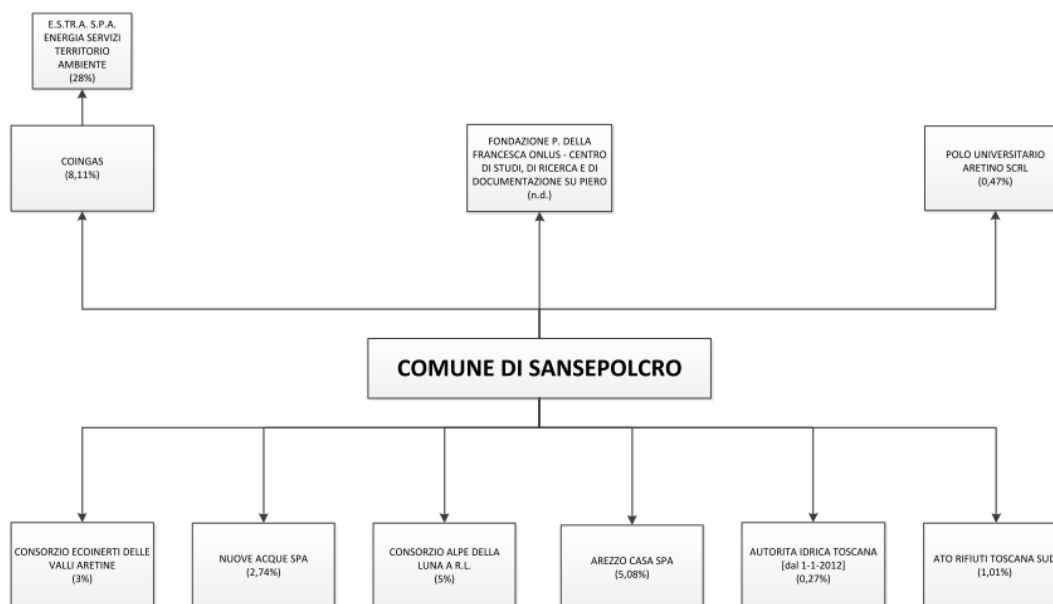 E.S.TR.A. S.P.A.
ENERGIA SERVIZI
TERRITORIO
AMBIENTE
(28%)
COINGAS
(8,11%)
FONDAZIONE P. DELLA
FRANCESCA ONLUS - CENTRO
DI STUDI, DI RICERCA E DI
DOCUMENTAZIONE SU PIERO
(n.d.)
POLO UNIVERSITARIO
ARETINO SCRL
(0,47%)
COMUNE DI SANSEPOLCRO
CONSORZIO ECOINERTI DELLE
VALLI ARETINE
(3%)
NUOVE ACQUE SPA
(2,74%)
CONSORZIO ALPE DELLA
LUNA A R.L.
(5%)
AREZZO CASA SPA
(5,08%)
AUTORITA IDRICA TOSCANA
[dal 1-1-2012]
(0,27%)
ATO RIFIUTI TOSCANA SUD
(1,01%)